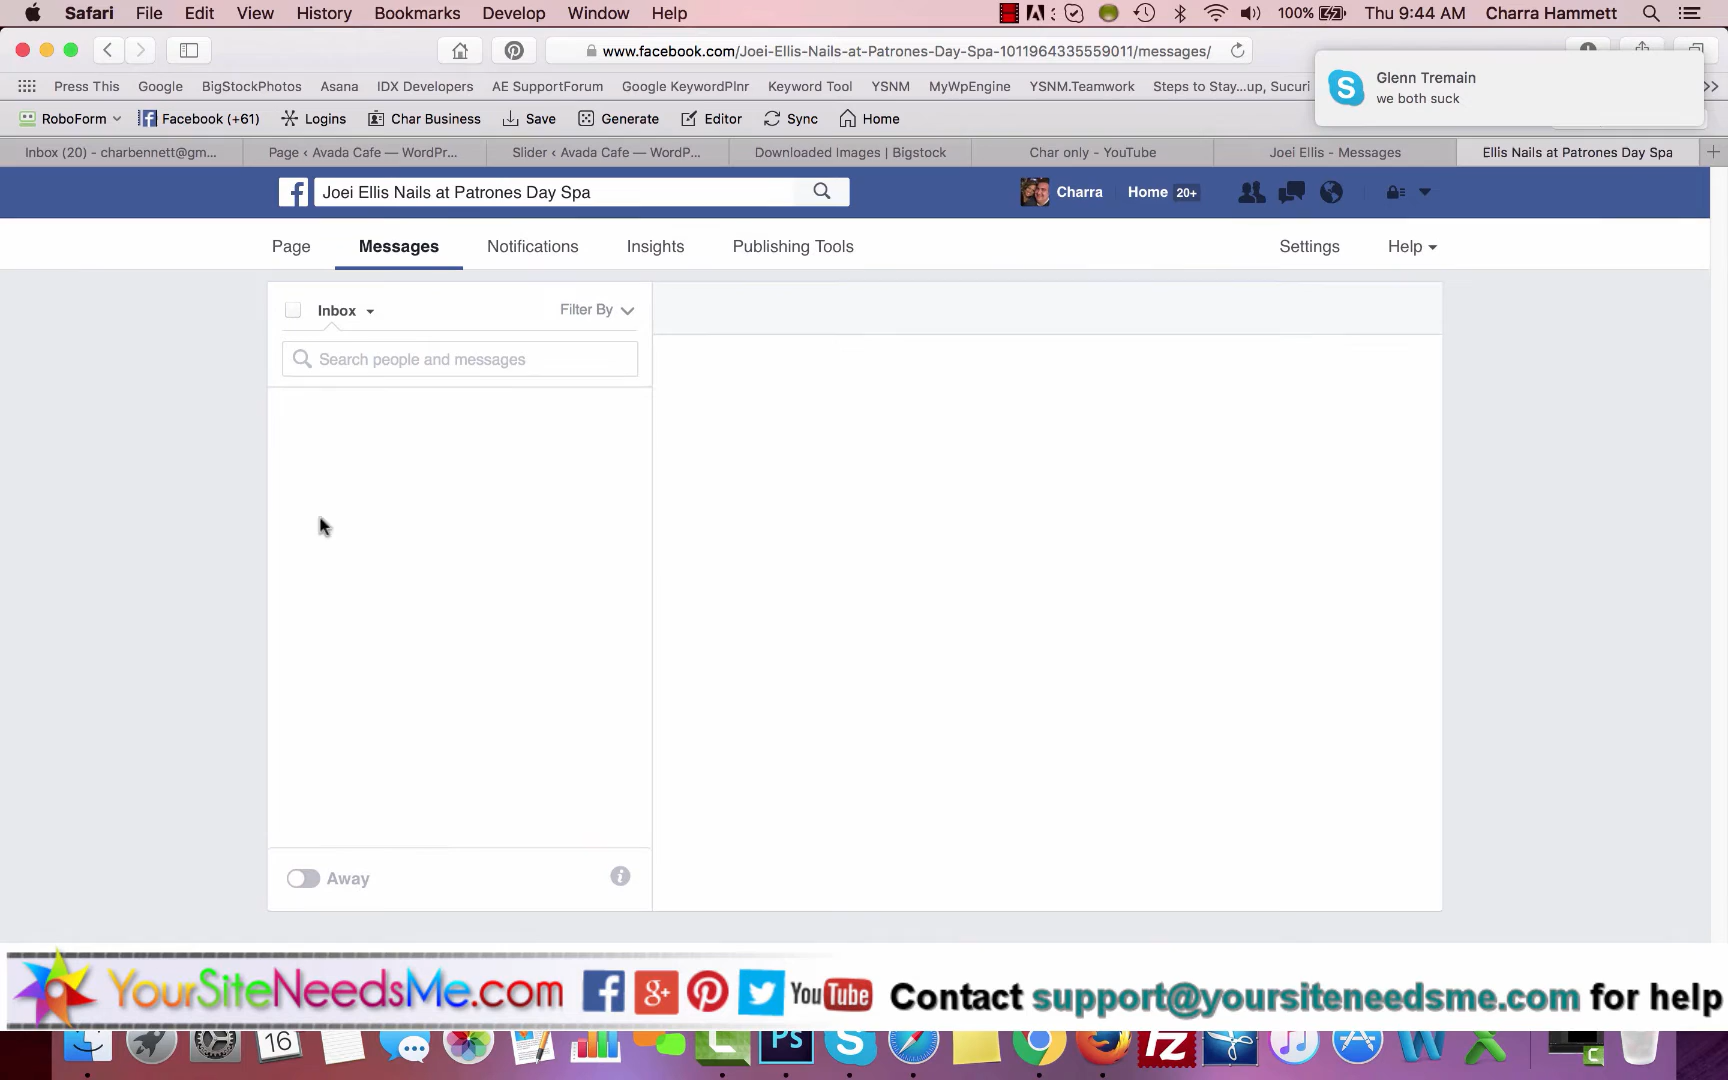 Safari File Edit View History Bookmarks Develop Window Help 100% Thu 9:44 AM Charra Hammett
www.facebook.com/Joei-Ellis-Nails-at-Patrones-Day-Spa-1011964335559011/messages/
Glenn Tremain
we both suck
Press This Google BigStockPhotos Asana IDX Developers AE SupportForum Google KeywordPlnr Keyword Tool YSNM MyWpEngine YSNM.Teamwork Steps to Stay...up, Sucuri
RoboForm Facebook (+61) Logins Char Business Save Generate Editor Sync Home
Inbox (20) - charbennett@gm... Page ‹ Avada Cafe — WordPr... Slider ‹ Avada Cafe — WordP... Downloaded Images | Bigstock Char only - YouTube Joei Ellis - Messages Ellis Nails at Patrones Day Spa
Joei Ellis Nails at Patrones Day Spa Charra Home 20+
Page Messages Notifications Insights Publishing Tools Settings Help
Inbox Filter By
Search people and messages
Away
YourSiteNeedsMe.com f g+ YouTube Contact support@yoursiteneedsme.com for help
16 Ps S FZ W X C